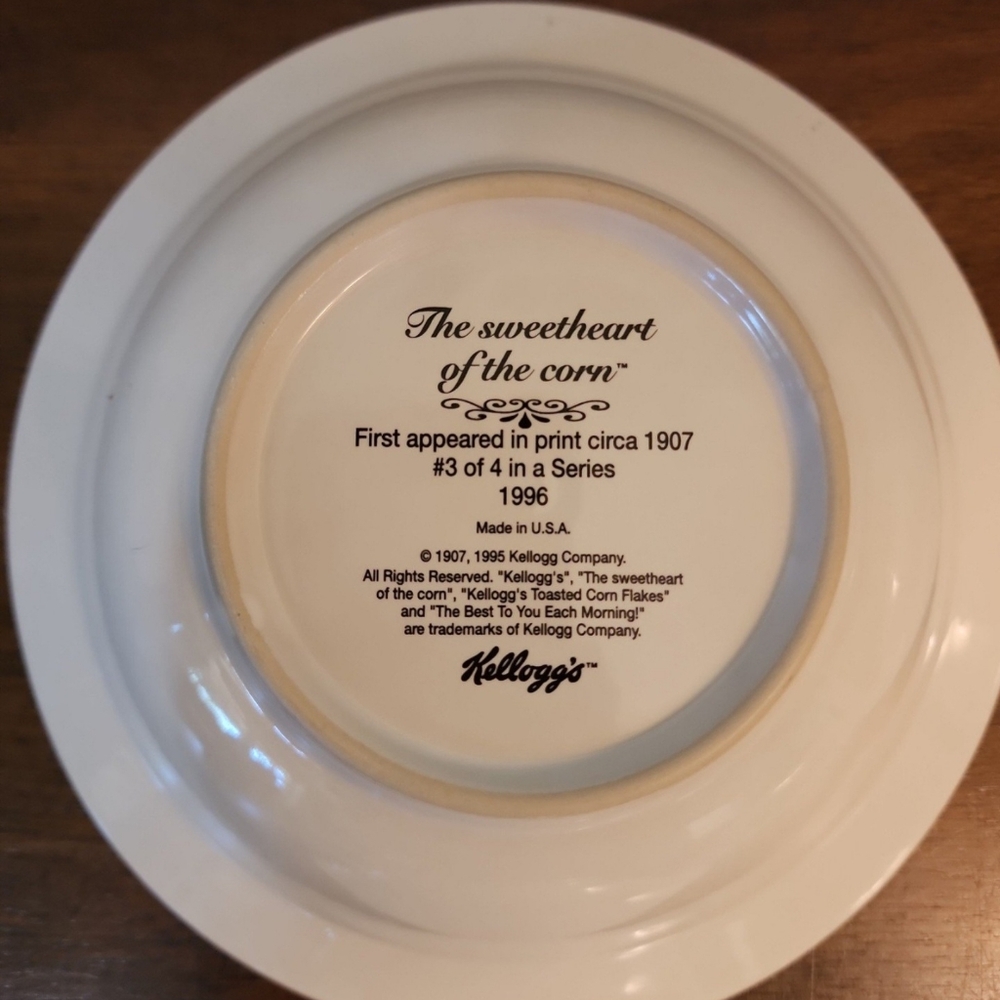 The sweetheart
of the corn™
First appeared in print circa 1907
#3 of 4 in a Series
1996
Made in U.S.A.
© 1907, 1995 Kellogg Company.
All Rights Reserved. "Kellogg's", "The sweetheart
of the corn", "Kellogg's Toasted Corn Flakes"
and "The Best To You Each Morning!"
are trademarks of Kellogg Company.
Kellogg's™